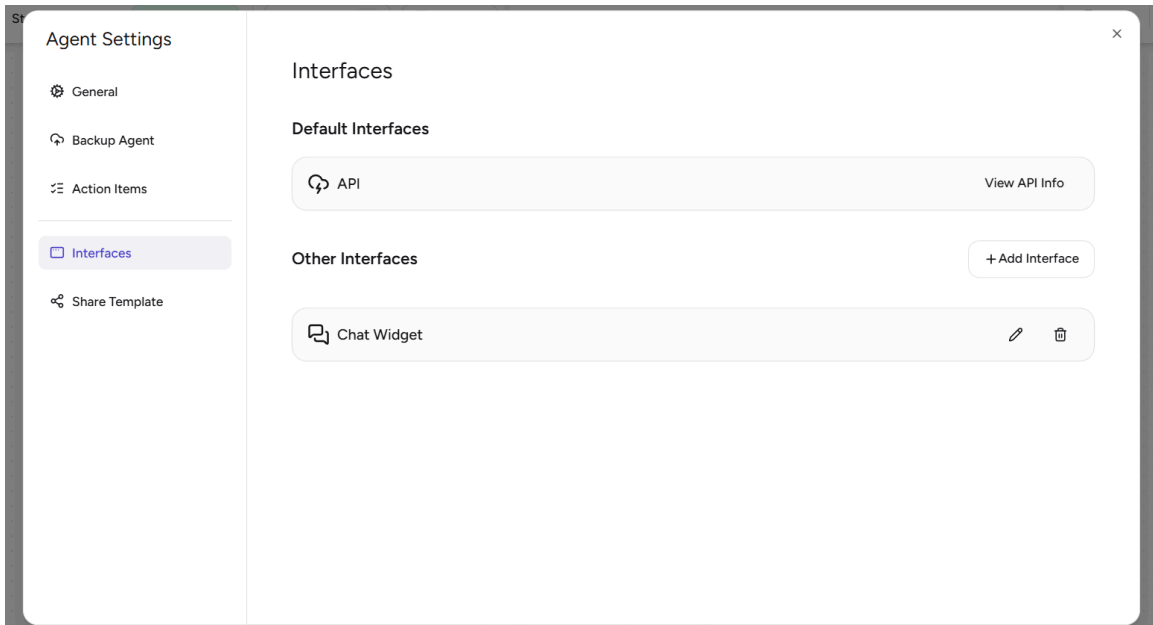 St
Agent Settings
General
Backup Agent
Action Items
Interfaces
Share Template
Interfaces
Default Interfaces
API
View API Info
Other Interfaces
+ Add Interface
Chat Widget